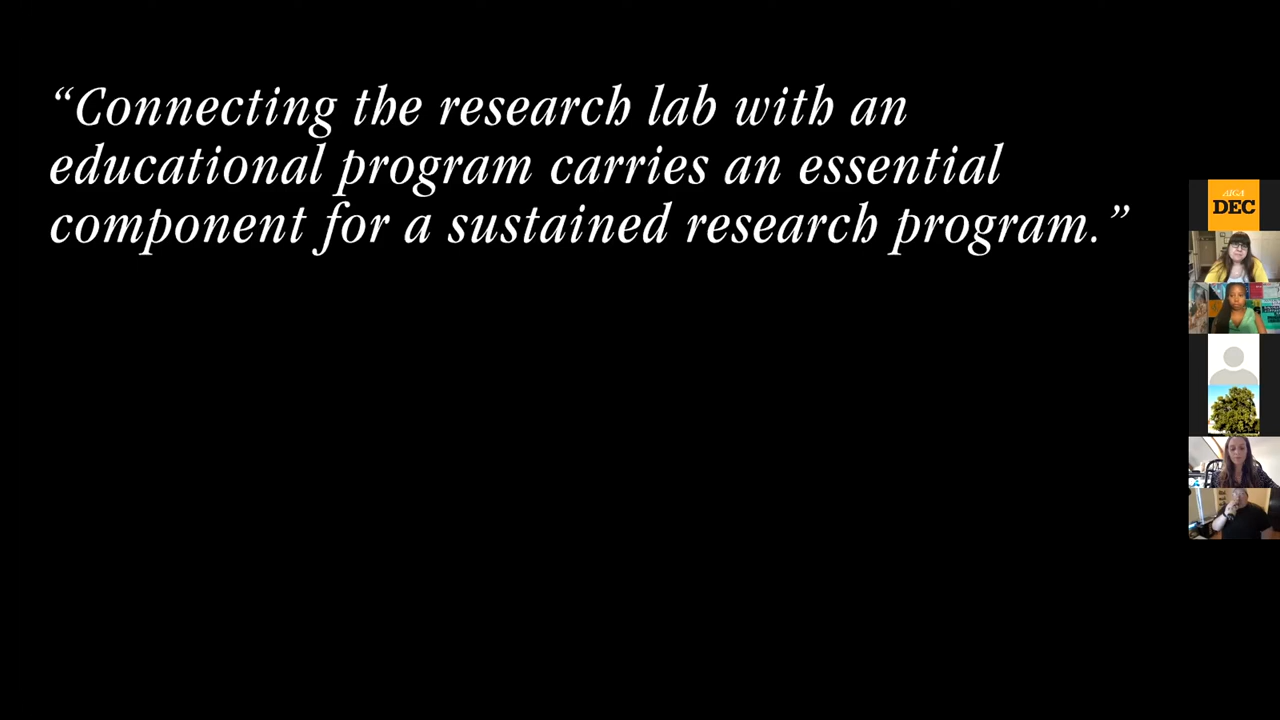 “Connecting the research lab with an
educational program carries an essential
component for a sustained research program.”
AIGA
DEC